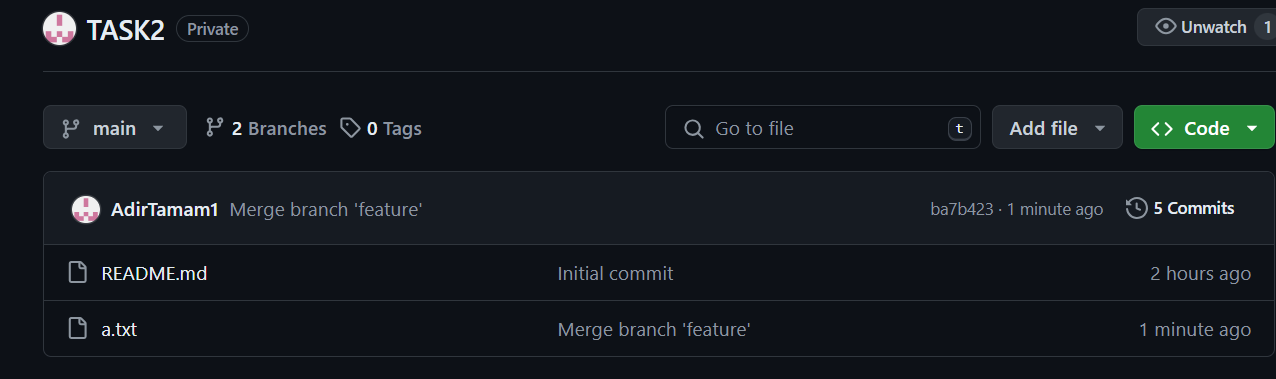 TASK2 Private Unwatch 1
main 2 Branches 0 Tags Go to file t Add file Code
AdirTamam1 Merge branch 'feature' ba7b423 · 1 minute ago 5 Commits
README.md Initial commit 2 hours ago
a.txt Merge branch 'feature' 1 minute ago